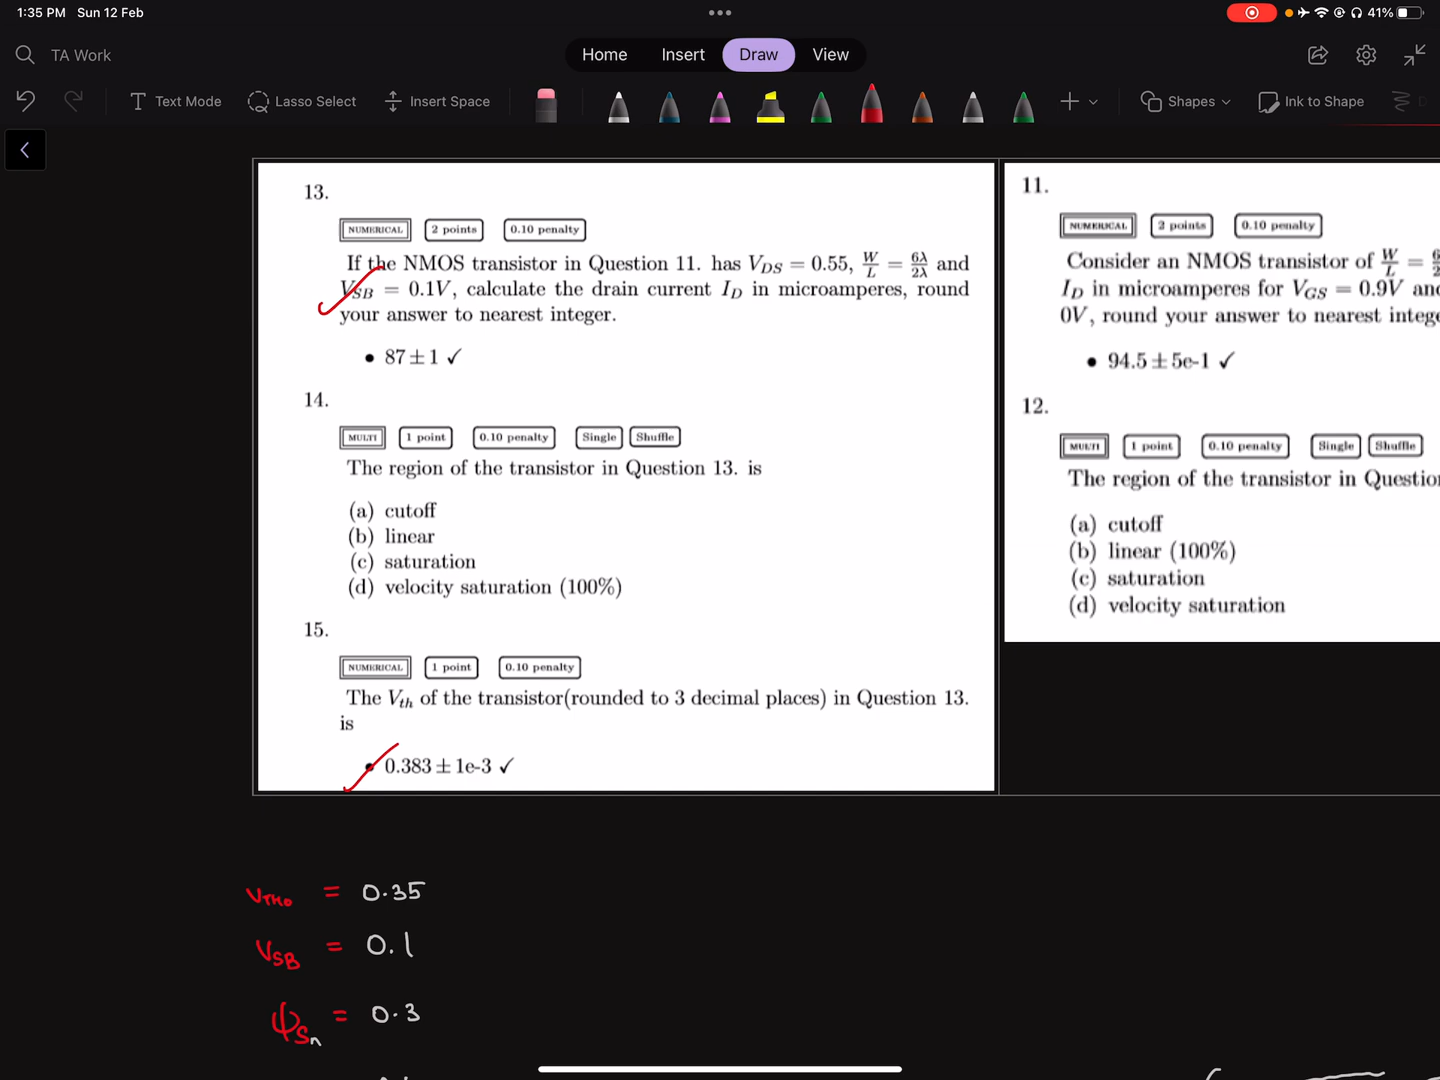 1:35 PM Sun 12 Feb
41%
TA Work
Home Insert Draw View
Text Mode Lasso Select Insert Space Shapes Ink to Shape
13.
NUMERICAL 2 points 0.10 penalty
If the NMOS transistor in Question 11. has V_DS = 0.55, W/L = 6λ/2λ and
V_SB = 0.1V, calculate the drain current I_D in microamperes, round
your answer to nearest integer.
• 87 ± 1 ✓
14.
MULTI 1 point 0.10 penalty Single Shuffle
The region of the transistor in Question 13. is
(a) cutoff
(b) linear
(c) saturation
(d) velocity saturation (100%)
15.
NUMERICAL 1 point 0.10 penalty
The V_th of the transistor(rounded to 3 decimal places) in Question 13.
is
• 0.383 ± 1e-3 ✓
11.
NUMERICAL 2 points 0.10 penalty
Consider an NMOS transistor of W/L =
I_D in microamperes for V_GS = 0.9V
0V, round your answer to nearest
• 94.5 ± 5e-1 ✓
12.
MULTI 1 point 0.10 penalty Single Shuffle
The region of the transistor in
(a) cutoff
(b) linear (100%)
(c) saturation
(d) velocity saturation
V_TH0 = 0.35
V_SB = 0.1
ψ_Sn = 0.3